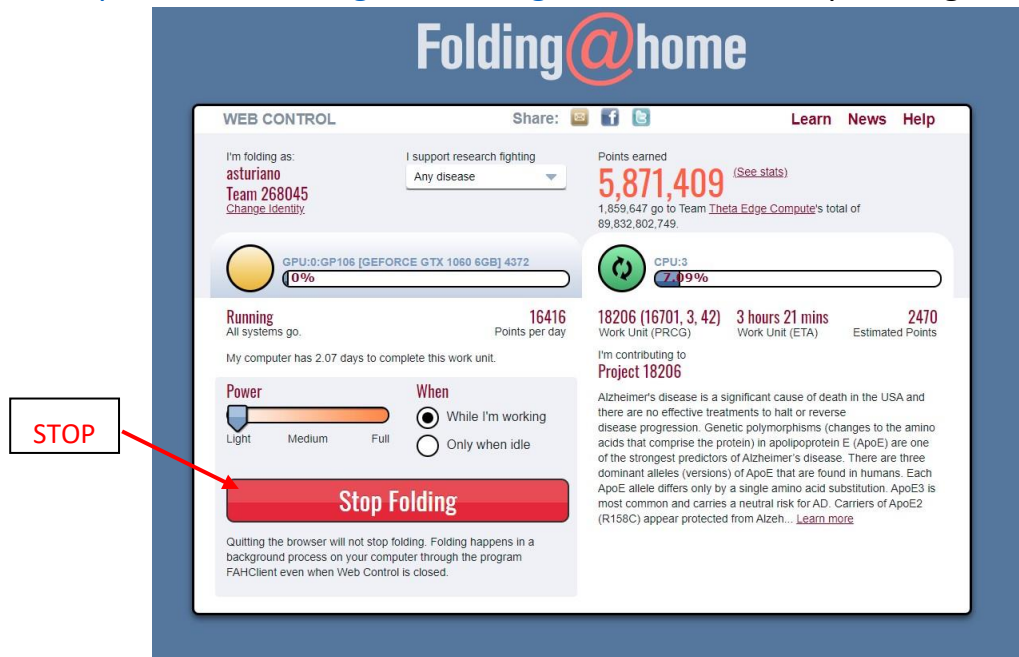 Folding@home
WEB CONTROL
Share:
Learn News Help
I'm folding as:
asturiano
Team 268045
Change Identity
I support research fighting
Any disease
Points earned
5,871,409 (See stats)
1,859,647 go to Team Theta Edge Compute's total of
89,832,802,749.
GPU:0:GP106 [GEFORCE GTX 1060 6GB] 4372
0%
CPU:3
7.09%
Running
All systems go.
16416
Points per day
My computer has 2.07 days to complete this work unit.
Power
Light Medium Full
When
While I'm working
Only when idle
STOP
Stop Folding
Quitting the browser will not stop folding. Folding happens in a
background process on your computer through the program
FAHClient even when Web Control is closed.
18206 (16701, 3, 42)
Work Unit (PRCG)
3 hours 21 mins
Work Unit (ETA)
2470
Estimated Points
I'm contributing to
Project 18206
Alzheimer's disease is a significant cause of death in the USA and
there are no effective treatments to halt or reverse
disease progression. Genetic polymorphisms (changes to the amino
acids that comprise the protein) in apolipoprotein E (ApoE) are one
of the strongest predictors of Alzheimer's disease. There are three
dominant alleles (versions) of ApoE that are found in humans. Each
ApoE allele differs only by a single amino acid substitution. ApoE3 is
most common and carries a neutral risk for AD. Carriers of ApoE2
(R158C) appear protected from Alzeh... Learn more